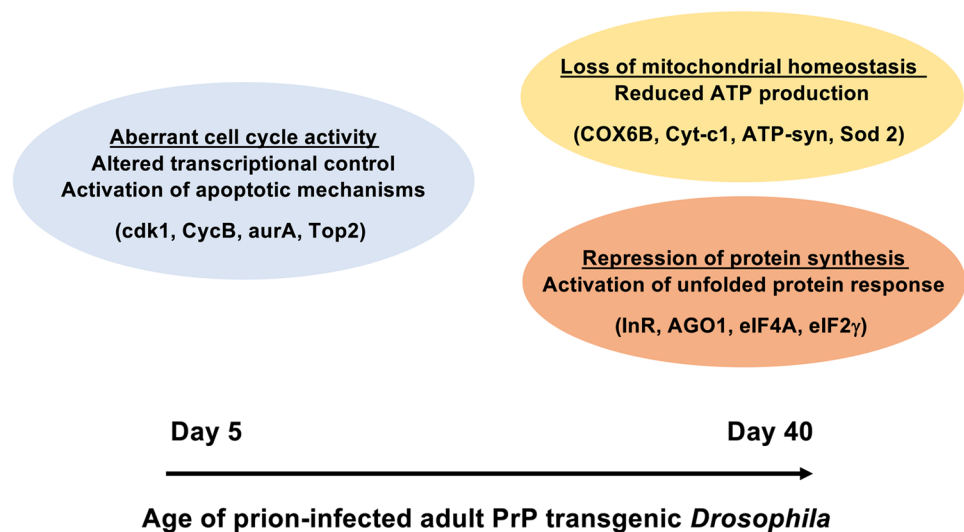 Aberrant cell cycle activity
Altered transcriptional control
Activation of apoptotic mechanisms
(cdk1, CycB, aurA, Top2)
Loss of mitochondrial homeostasis
Reduced ATP production
(COX6B, Cyt-c1, ATP-syn, Sod 2)
Repression of protein synthesis
Activation of unfolded protein response
(InR, AGO1, eIF4A, eIF2γ)
Day 5
Day 40
Age of prion-infected adult PrP transgenic Drosophila